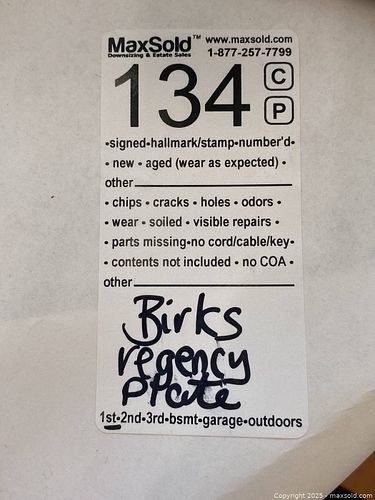 MaxSold™ www.maxsold.com
Downsizing & Estate Sales 1-877-257-7799
134 C
P
•signed•hallmark/stamp•number'd•
• new • aged (wear as expected) •
other
• chips • cracks • holes • odors •
• wear • soiled • visible repairs •
• parts missing•no cord/cable/key•
• contents not included • no COA •
other
Birks
regency
Plate
1st•2nd•3rd•bsmt•garage•outdoors
Copyright 2025 - maxsold.com